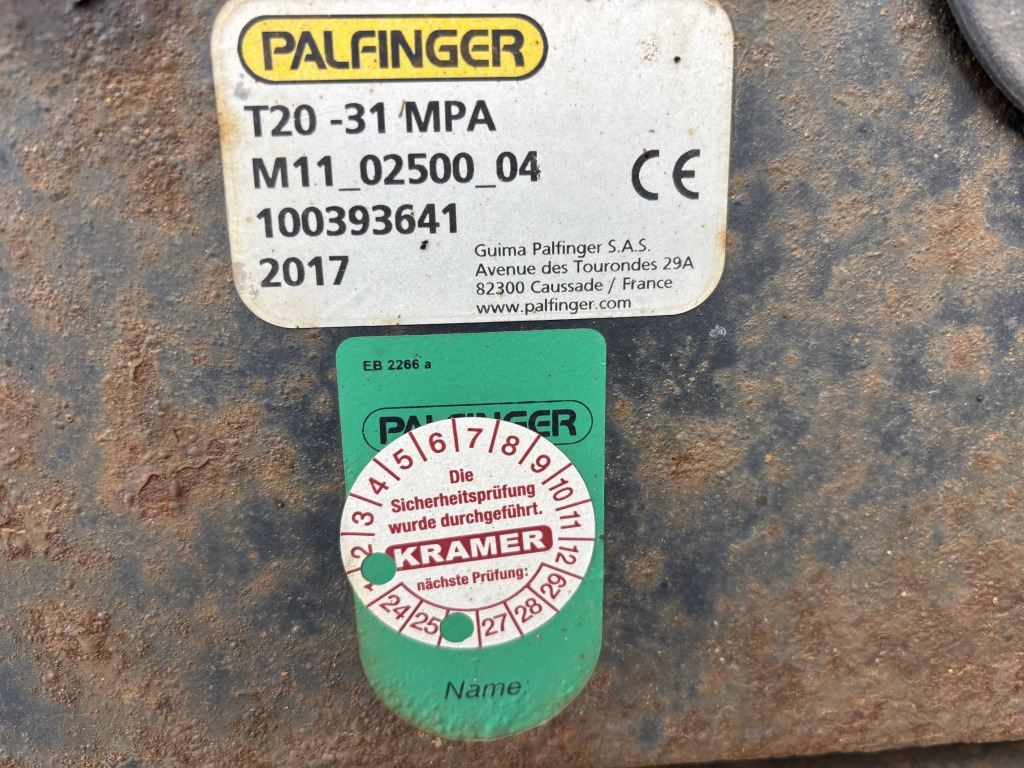 PALFINGER
T20 -31 MPA
M11_02500_04
CE
100393641
2017
Guima Palfinger S.A.S.
Avenue des Tourondes 29A
82300 Caussade / France
www.palfinger.com
EB 2266 a
PALFINGER
1 2 3 4 5 6 7 8 9 10 11 12
Die
Sicherheitsprüfung
wurde durchgeführt.
KRAMER
nächste Prüfung:
24 25 27 28 29
Name: